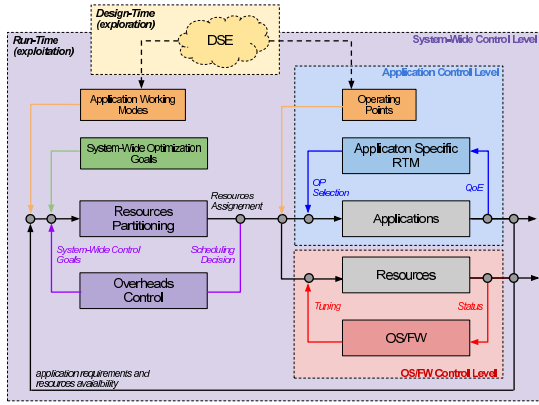 Design-Time
(exploration)
DSE
Run-Time
(exploitation)
System-Wide Control Level
Application Control Level
Application Working
Modes
Operating
Points
System-Wide Optimization
Goals
Applicaton Specific
RTM
Resources
Assignement
OP
Selection
QoE
Resources
Partitioning
Applications
System-Wide Control
Goals
Scheduling
Decision
Resources
Overheads
Control
Tuning
Status
OS/FW
application requirements and
resources avaialbility
OS/FW Control Level